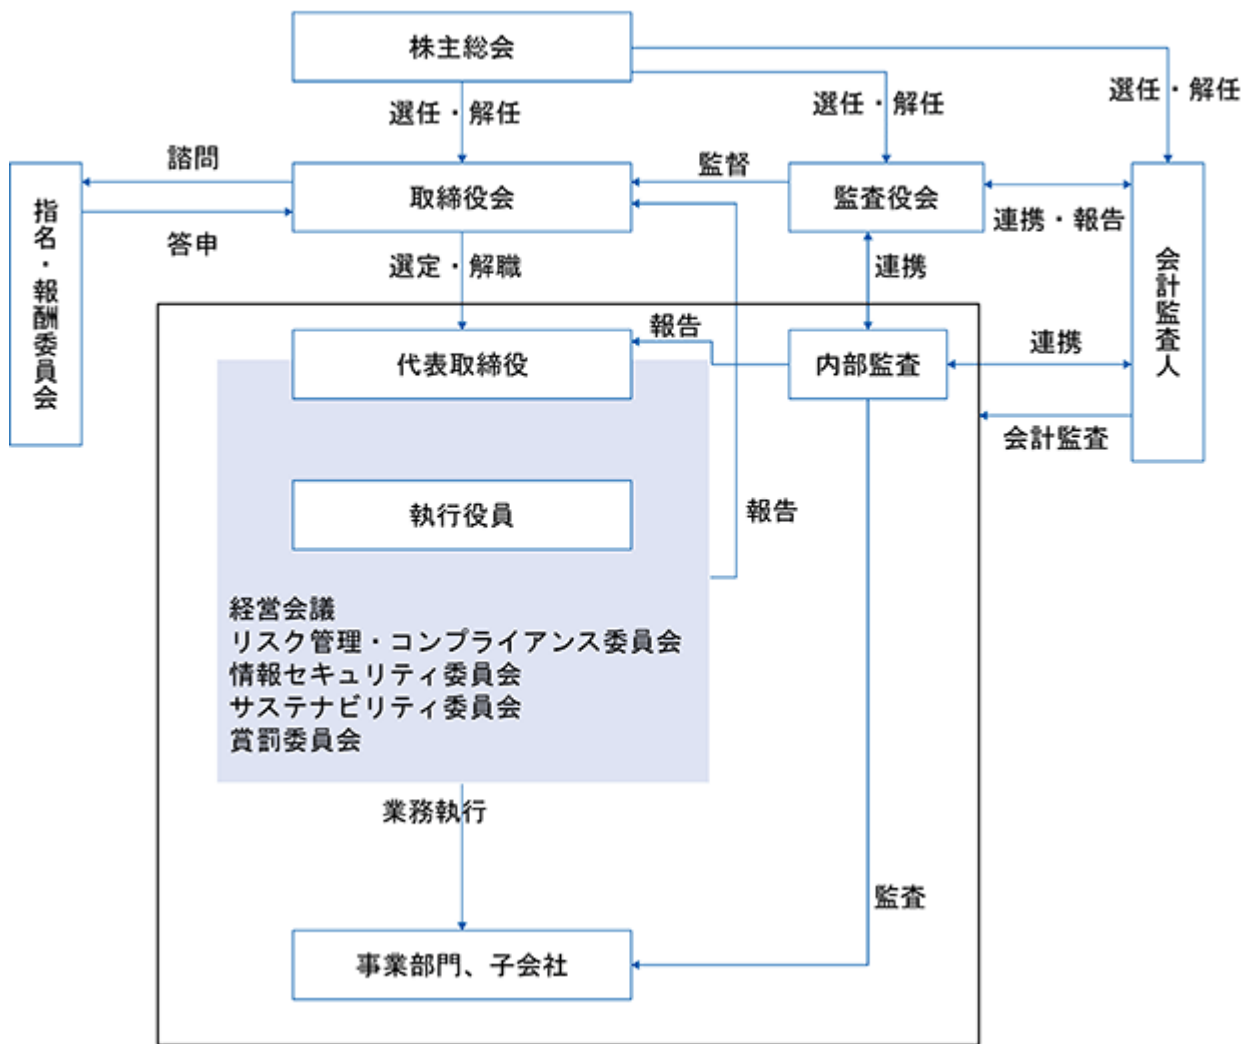 株主総会
選任・解任
選任・解任
選任・解任
諮問
取締役会
監督
監査役会
連携・報告
答申
指名・報酬委員会
選定・解職
連携
会計監査人
代表取締役
報告
内部監査
連携
会計監査
執行役員
報告
経営会議
リスク管理・コンプライアンス委員会
情報セキュリティ委員会
サステナビリティ委員会
賞罰委員会
業務執行
監査
事業部門、子会社